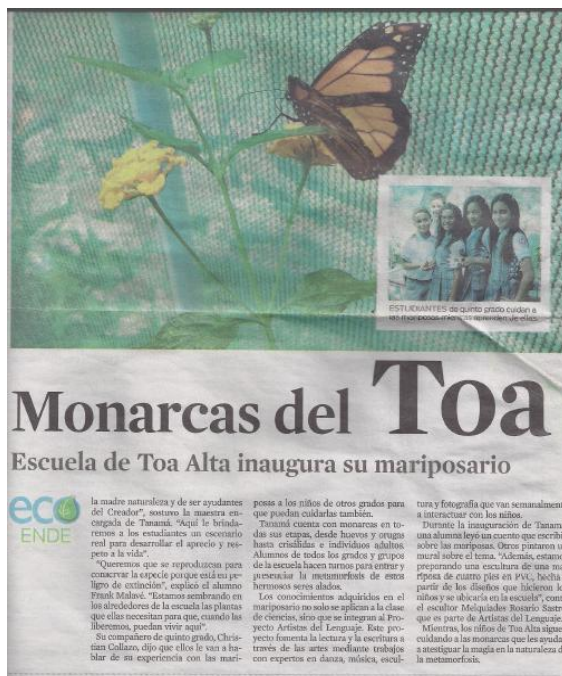 ESTUDIANTES de quinto grado cuidan a
las mariposas mientras aprenden de ellas.
Monarcas del Toa
Escuela de Toa Alta inaugura su mariposario
eco
ENDE
la madre naturaleza y de ser ayudantes
del Creador”, sostuvo la maestra en-
cargada de Tanamá. “Aquí le brinda-
remos a los estudiantes un escenario
real para desarrollar el aprecio y res-
peto a la vida”.
“Queremos que se reproduzcan para
conservar la especie porque está en pe-
ligro de extinción”, explicó el alumno
Frank Malavé. “Estamos sembrando en
los alrededores de la escuela las plantas
que ellas necesitan para que, cuando las
liberemos, puedan vivir aquí”.
Su compañero de quinto grado, Chris-
tian Collazo, dijo que ellos le van a ha-
blar de su experiencia con las mari-
posas a los niños de otros grados para
que puedan cuidarlas también.
Tanamá cuenta con monarcas en to-
das sus etapas, desde huevos y orugas
hasta crisálidas e individuos adultos.
Alumnos de todos los grados y grupos
de la escuela hacen turnos para entrar y
presenciar la metamorfosis de estos
hermosos seres alados.
Los conocimientos adquiridos en el
mariposario no solo se aplican a la clase
de ciencias, sino que se integran al Pro-
yecto Artistas del Lenguaje. Este pro-
yecto fomenta la lectura y la escritura a
través de las artes mediante trabajos
con expertos en danza, música, escul-
tura y fotografía que van semanalment
a interactuar con los niños.
Durante la inauguración de Tanam
una alumna leyó un cuento que escribi
sobre las mariposas. Otros pintaron u
mural sobre el tema. “Además, estamo
preparando una escultura de una ma
riposa de cuatro pies en PVC, hecha
partir de los diseños que hicieron lo
niños y se ubicaría en la escuela”, cont
el escultor Melquiades Rosario Sastr
que es parte de Artistas del Lenguaje.
Mientras, los niños de Toa Alta sigue
cuidando a las monarcas que les ayuda
a atestiguar la magia en la naturaleza d
la metamorfosis.